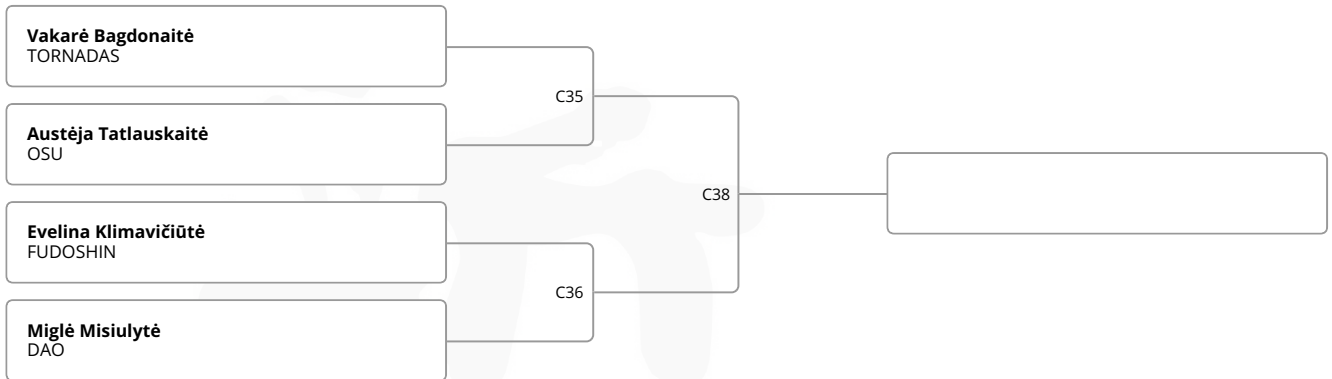 Vakarė Bagdonaitė
TORNADAS
C35
Austėja Tatlauskaitė
OSU
C38
Evelina Klimavičiūtė
FUDOSHIN
C36
Miglė Misiulytė
DAO